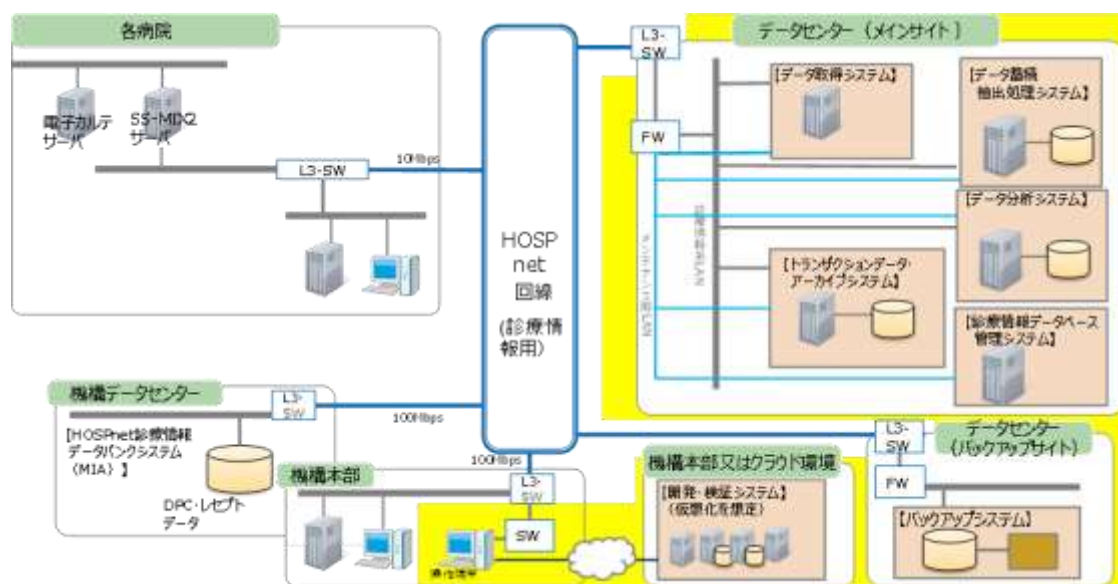 各病院
電子カルテ
サーバ
SS-MIX2
サーバ
L3-SW
10Mbps
HOSP
net
回線
(診療情
報用)
L3-
SW
FW
データセンター(メインサイト)
【データ取得システム】
【データ蓄積
抽出処理システム】
【データ分析システム】
【トランザクションデータ・
アーカイブシステム】
【診療情報データベース
管理システム】
機構データセンター
L3-
SW
100Mbps
【HOSPnet診療情報
データバンクシステム
(MIA)】
DPC・レセプト
データ
機構本部
100Mbps
L3-
SW
SW
機構本部又はクラウド環境
【開発・検証システム】
(仮想化を想定)
L3-
SW
FW
データセンター
(バックアップサイト)
【バックアップシステム】